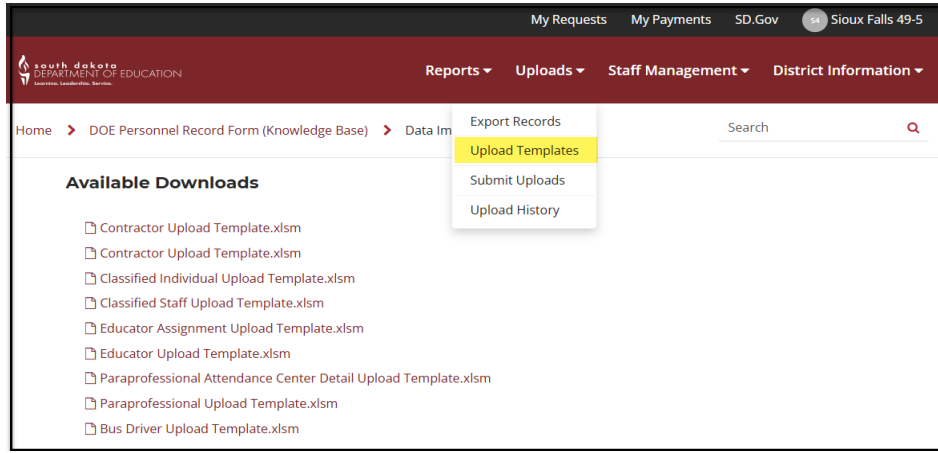 My Requests My Payments SD.Gov S4 Sioux Falls 49-5
south dakota
DEPARTMENT OF EDUCATION
Learning. Leadership. Service.
Reports Uploads Staff Management District Information
Home DOE Personnel Record Form (Knowledge Base) Data Im
Search
Export Records
Upload Templates
Submit Uploads
Upload History
Available Downloads
Contractor Upload Template.xlsm
Contractor Upload Template.xlsm
Classified Individual Upload Template.xlsm
Classified Staff Upload Template.xlsm
Educator Assignment Upload Template.xlsm
Educator Upload Template.xlsm
Paraprofessional Attendance Center Detail Upload Template.xlsm
Paraprofessional Upload Template.xlsm
Bus Driver Upload Template.xlsm